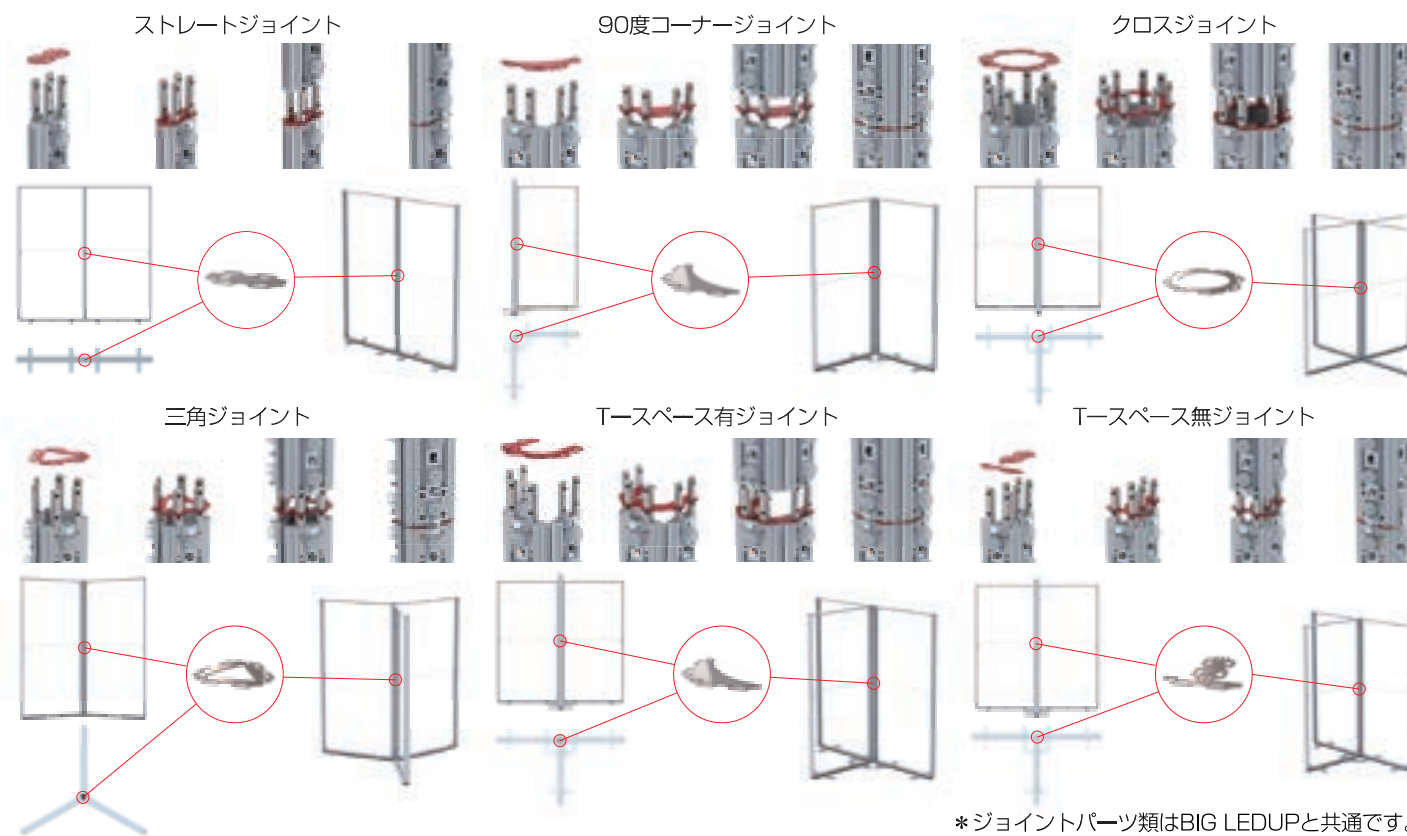 ストレートジョイント
90度コーナージョイント
クロスジョイント
三角ジョイント
Tースペース有ジョイント
Tースペース無ジョイント
＊ジョイントパーツ類はBIG LEDUPと共通です。